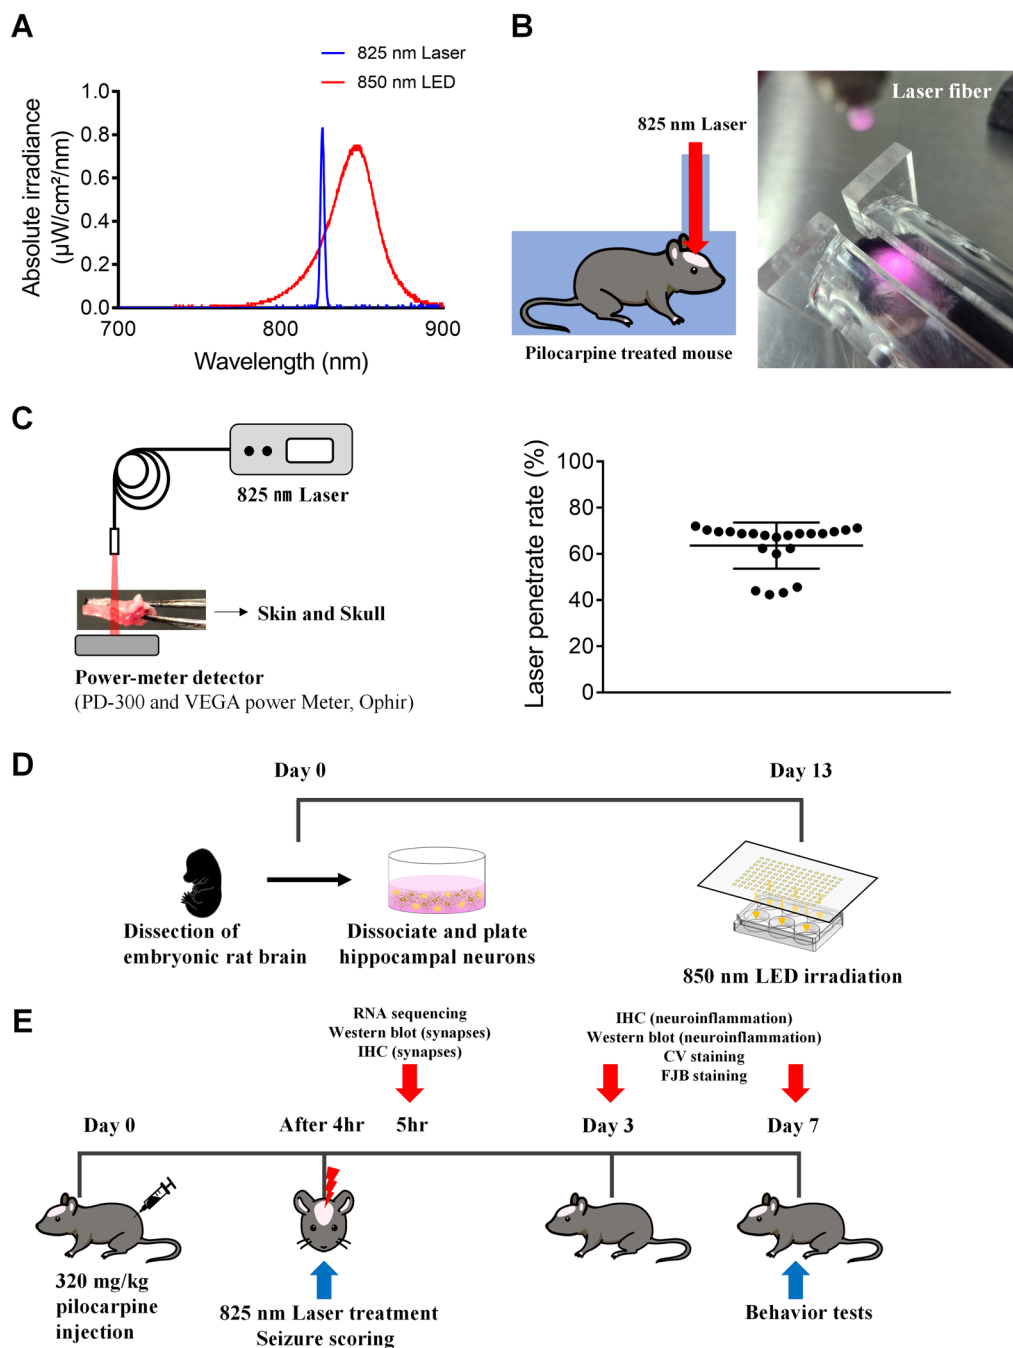 A
825 nm Laser
850 nm LED
Absolute irradiance
(μW/cm²/nm)
1.0
0.8
0.6
0.4
0.2
0.0
700
800
900
Wavelength (nm)
B
825 nm Laser
Laser fiber
Pilocarpine treated mouse
C
825 nm Laser
Skin and Skull
Power-meter detector
(PD-300 and VEGA power Meter, Ophir)
Laser penetrate rate (%)
100
80
60
40
20
0
D
Day 0
Day 13
Dissection of
embryonic rat brain
Dissociate and plate
hippocampal neurons
850 nm LED irradiation
E
RNA sequencing
Western blot (synapses)
IHC (synapses)
IHC (neuroinflammation)
Western blot (neuroinflammation)
CV staining
FJB staining
Day 0
After 4hr
5hr
Day 3
Day 7
320 mg/kg
pilocarpine
injection
825 nm Laser treatment
Seizure scoring
Behavior tests